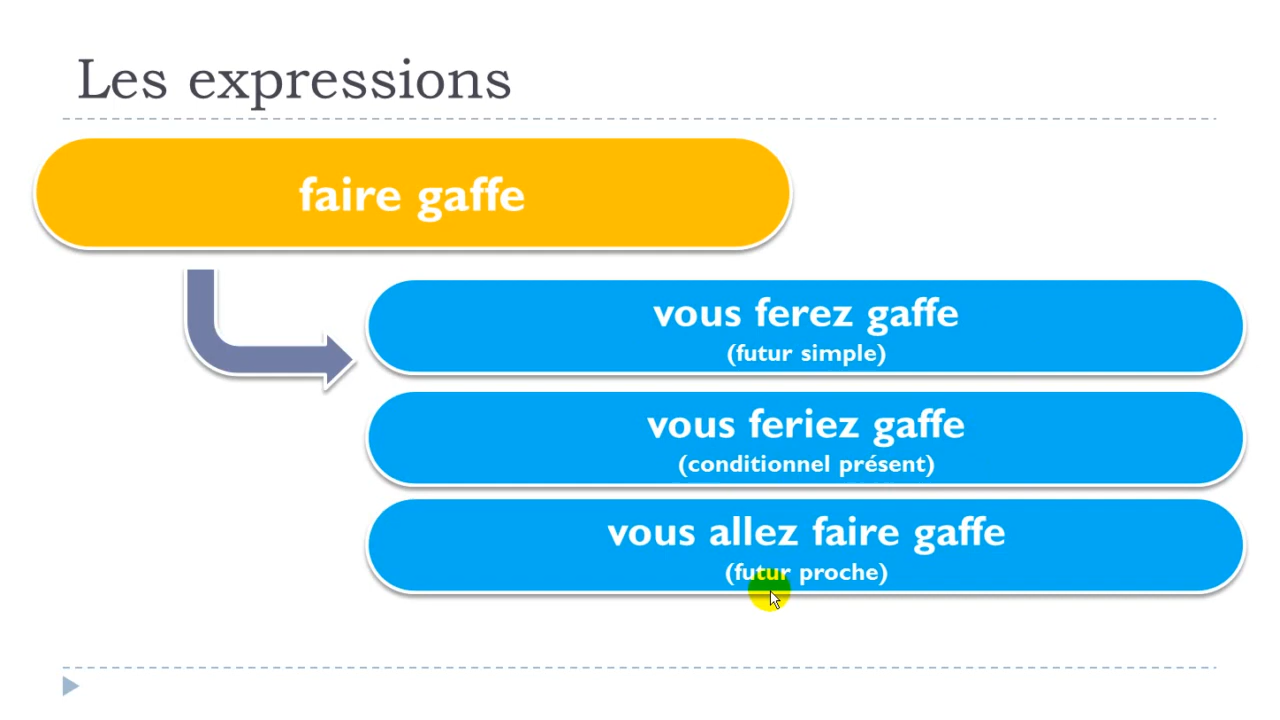 Les expressions
faire gaffe
vous ferez gaffe
(futur simple)
vous feriez gaffe
(conditionnel présent)
vous allez faire gaffe
(futur proche)